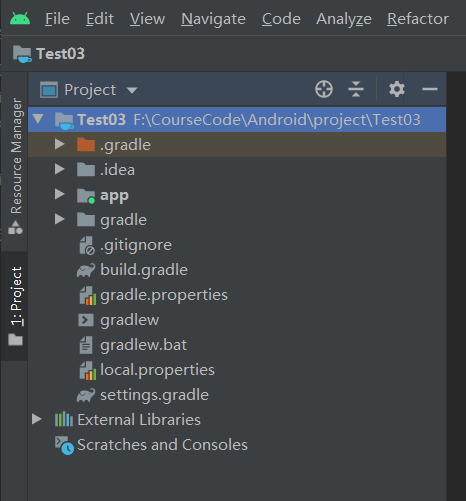 File Edit View Navigate Code Analyze Refactor
Test03
Project
Test03 F:\CourseCode\Android\project\Test03
.gradle
.idea
app
gradle
.gitignore
build.gradle
gradle.properties
gradlew
gradlew.bat
local.properties
settings.gradle
External Libraries
Scratches and Consoles
Resource Manager
1: Project